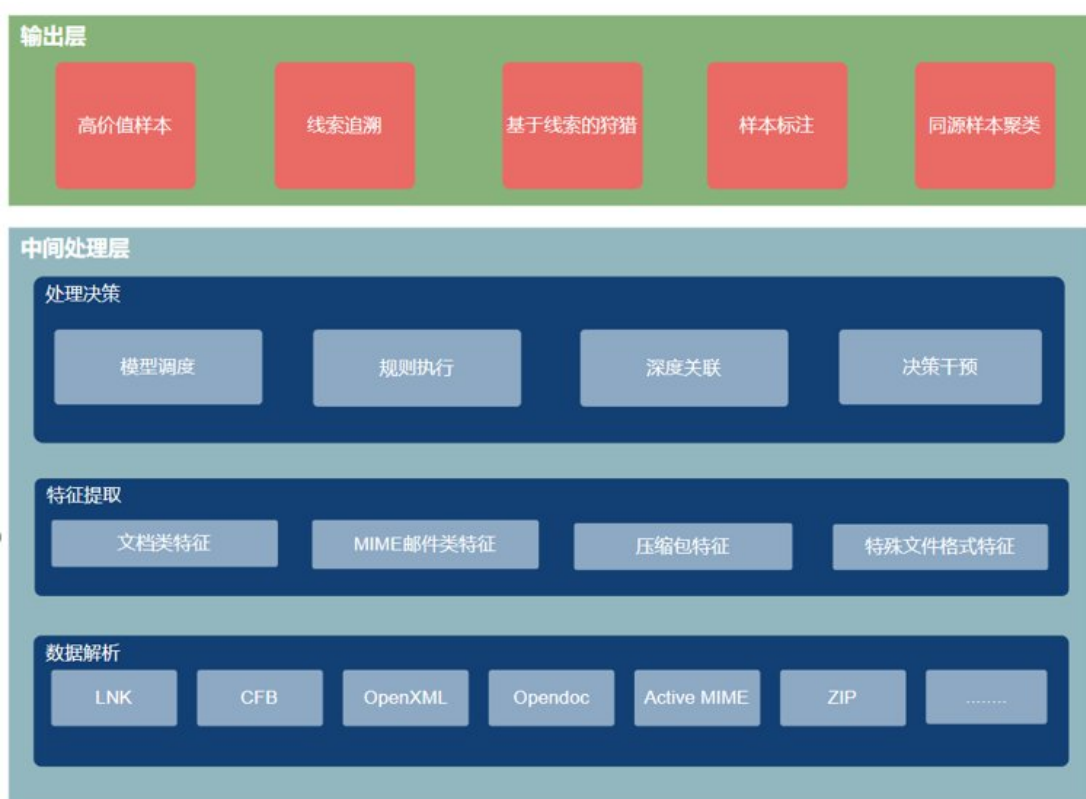 输出层
高价值样本
线索追溯
基于线索的狩猎
样本标注
同源样本聚类
中间处理层
处理决策
模型调度
规则执行
深度关联
决策干预
特征提取
文档类特征
MIME邮件类特征
压缩包特征
特殊文件格式特征
数据解析
LNK
CFB
OpenXML
Opendoc
Active MIME
ZIP
........